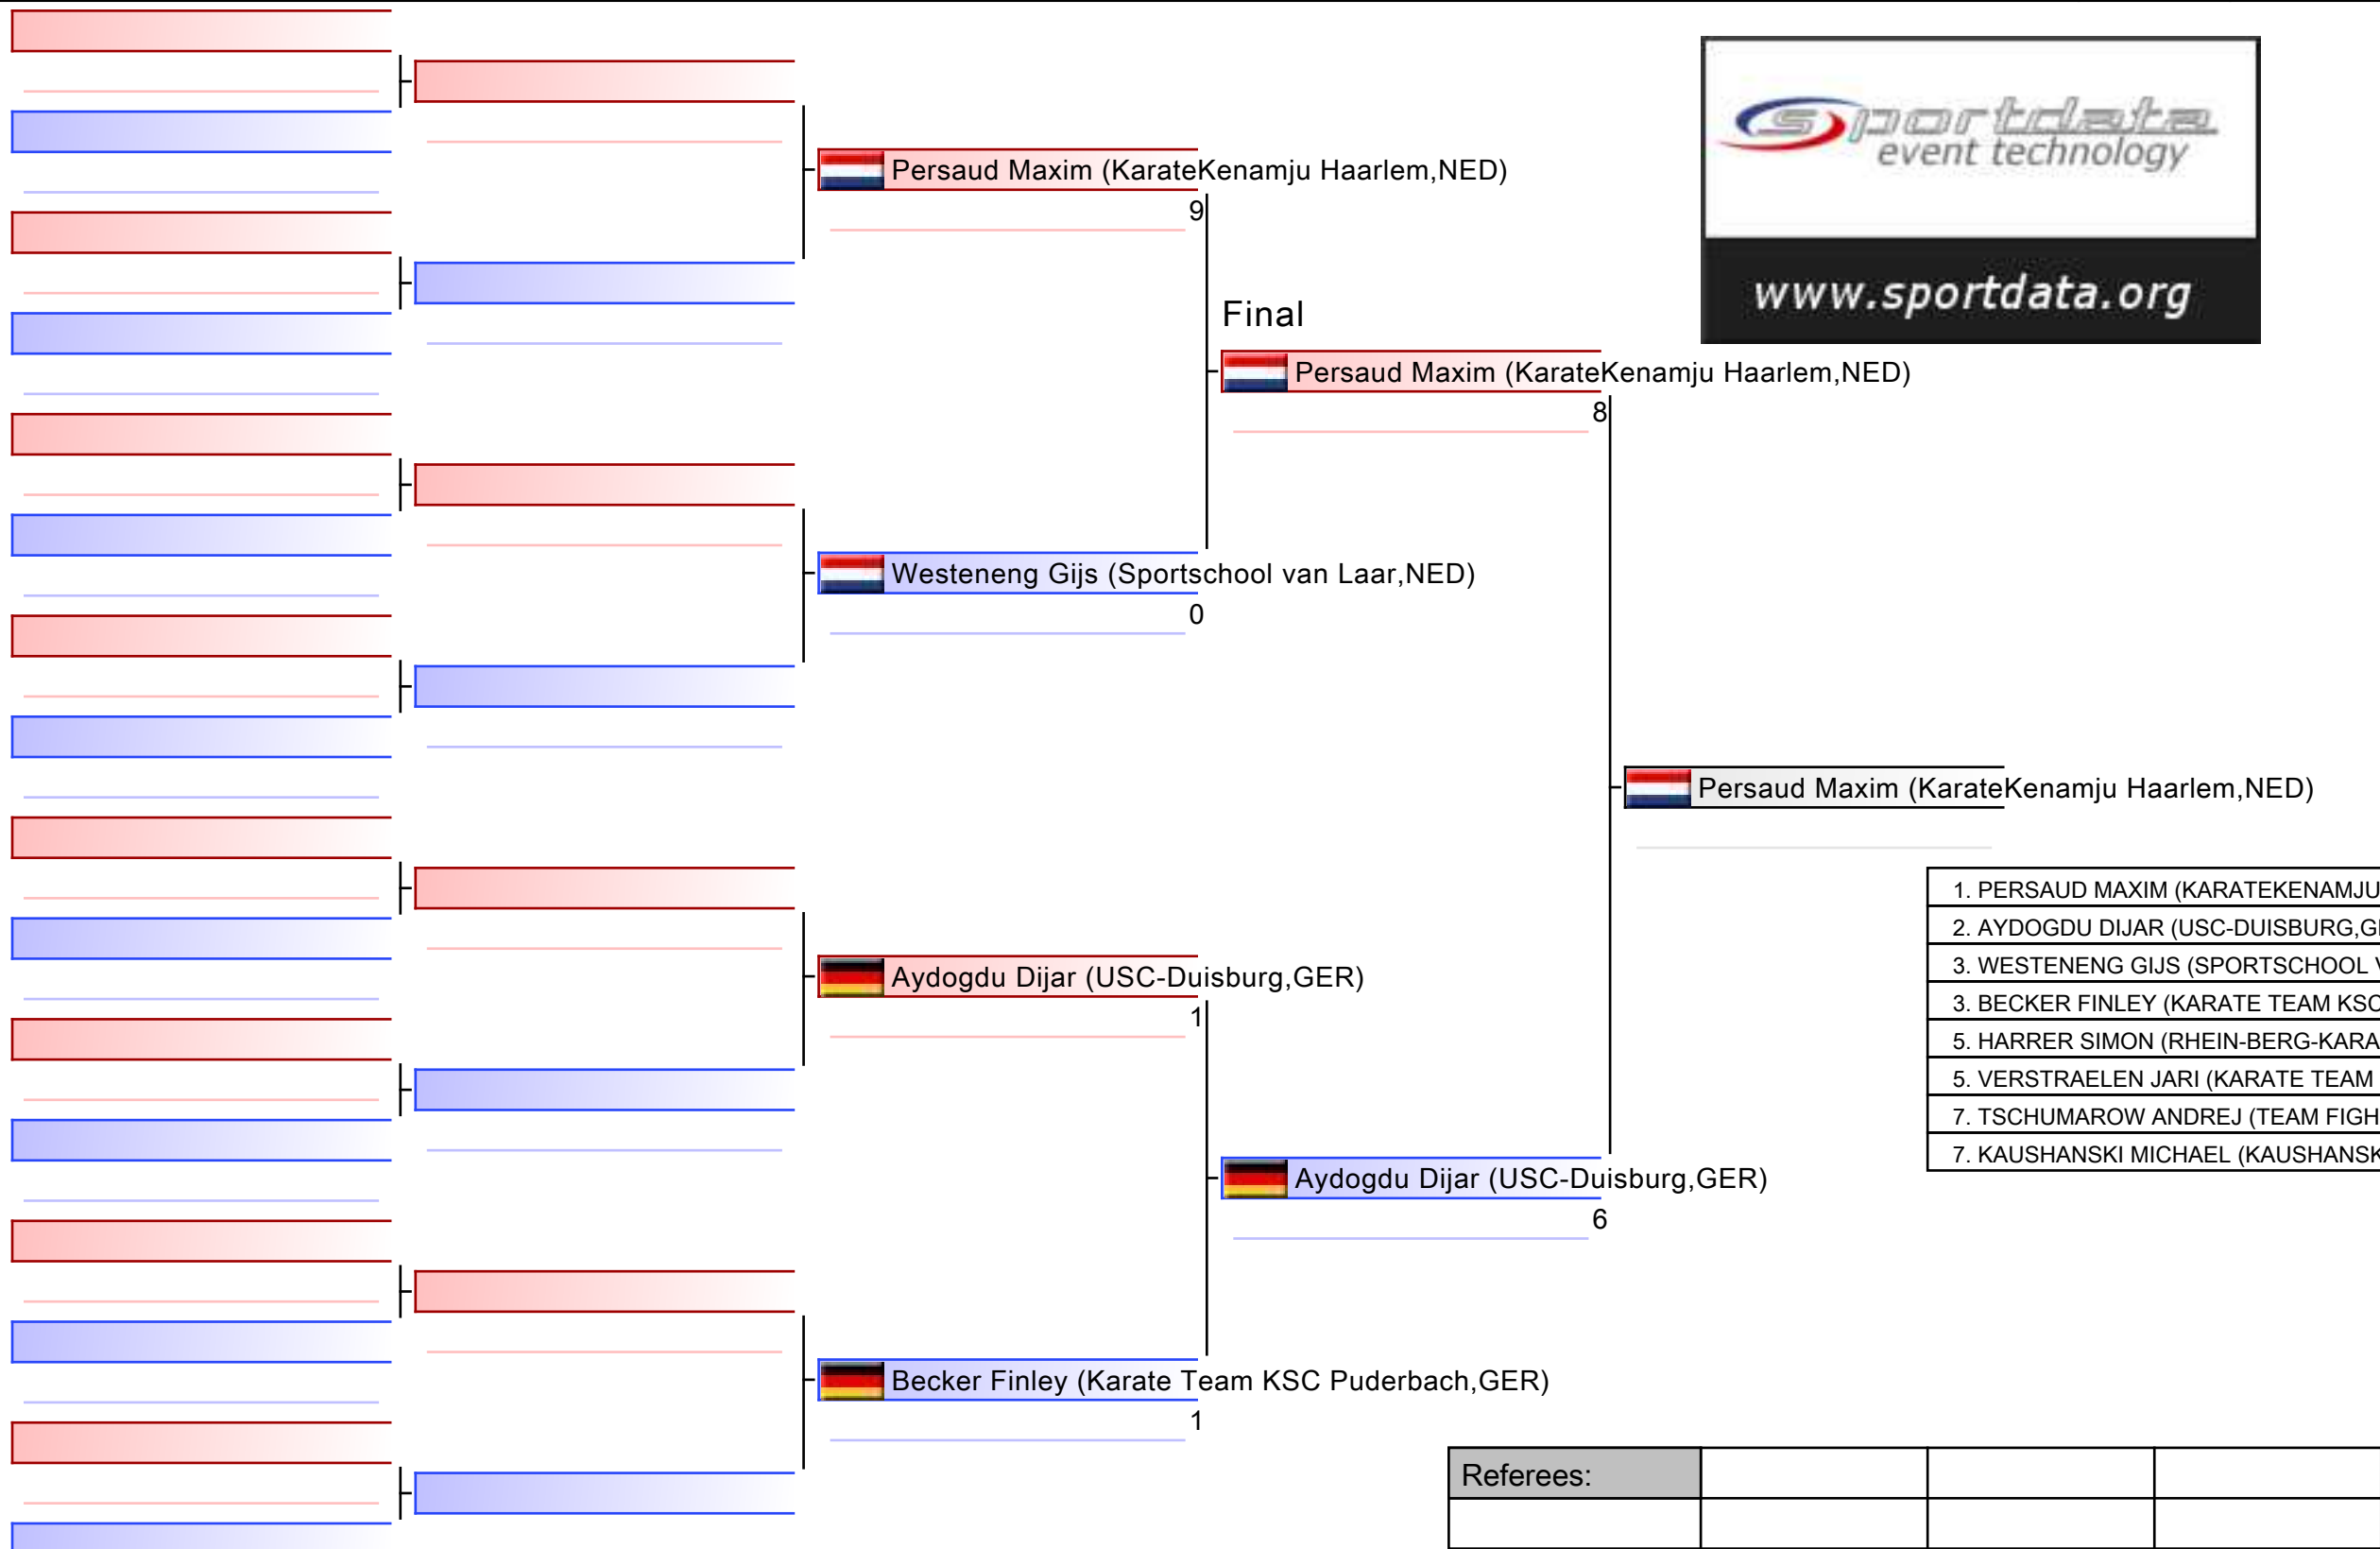 sportdata
event technology
www.sportdata.org
Persaud Maxim (KarateKenamju Haarlem,NED)
9
Final
Persaud Maxim (KarateKenamju Haarlem,NED)
8
Westeneng Gijs (Sportschool van Laar,NED)
0
Persaud Maxim (KarateKenamju Haarlem,NED)
1. PERSAUD MAXIM (KARATEKENAMJU
2. AYDOGDU DIJAR (USC-DUISBURG,G
3. WESTENENG GIJS (SPORTSCHOOL
3. BECKER FINLEY (KARATE TEAM KSC
5. HARRER SIMON (RHEIN-BERG-KARA
5. VERSTRAELEN JARI (KARATE TEAM
7. TSCHUMAROW ANDREJ (TEAM FIGH
7. KAUSHANSKI MICHAEL (KAUSHANSK
Aydogdu Dijar (USC-Duisburg,GER)
1
Aydogdu Dijar (USC-Duisburg,GER)
6
Becker Finley (Karate Team KSC Puderbach,GER)
1
Referees: